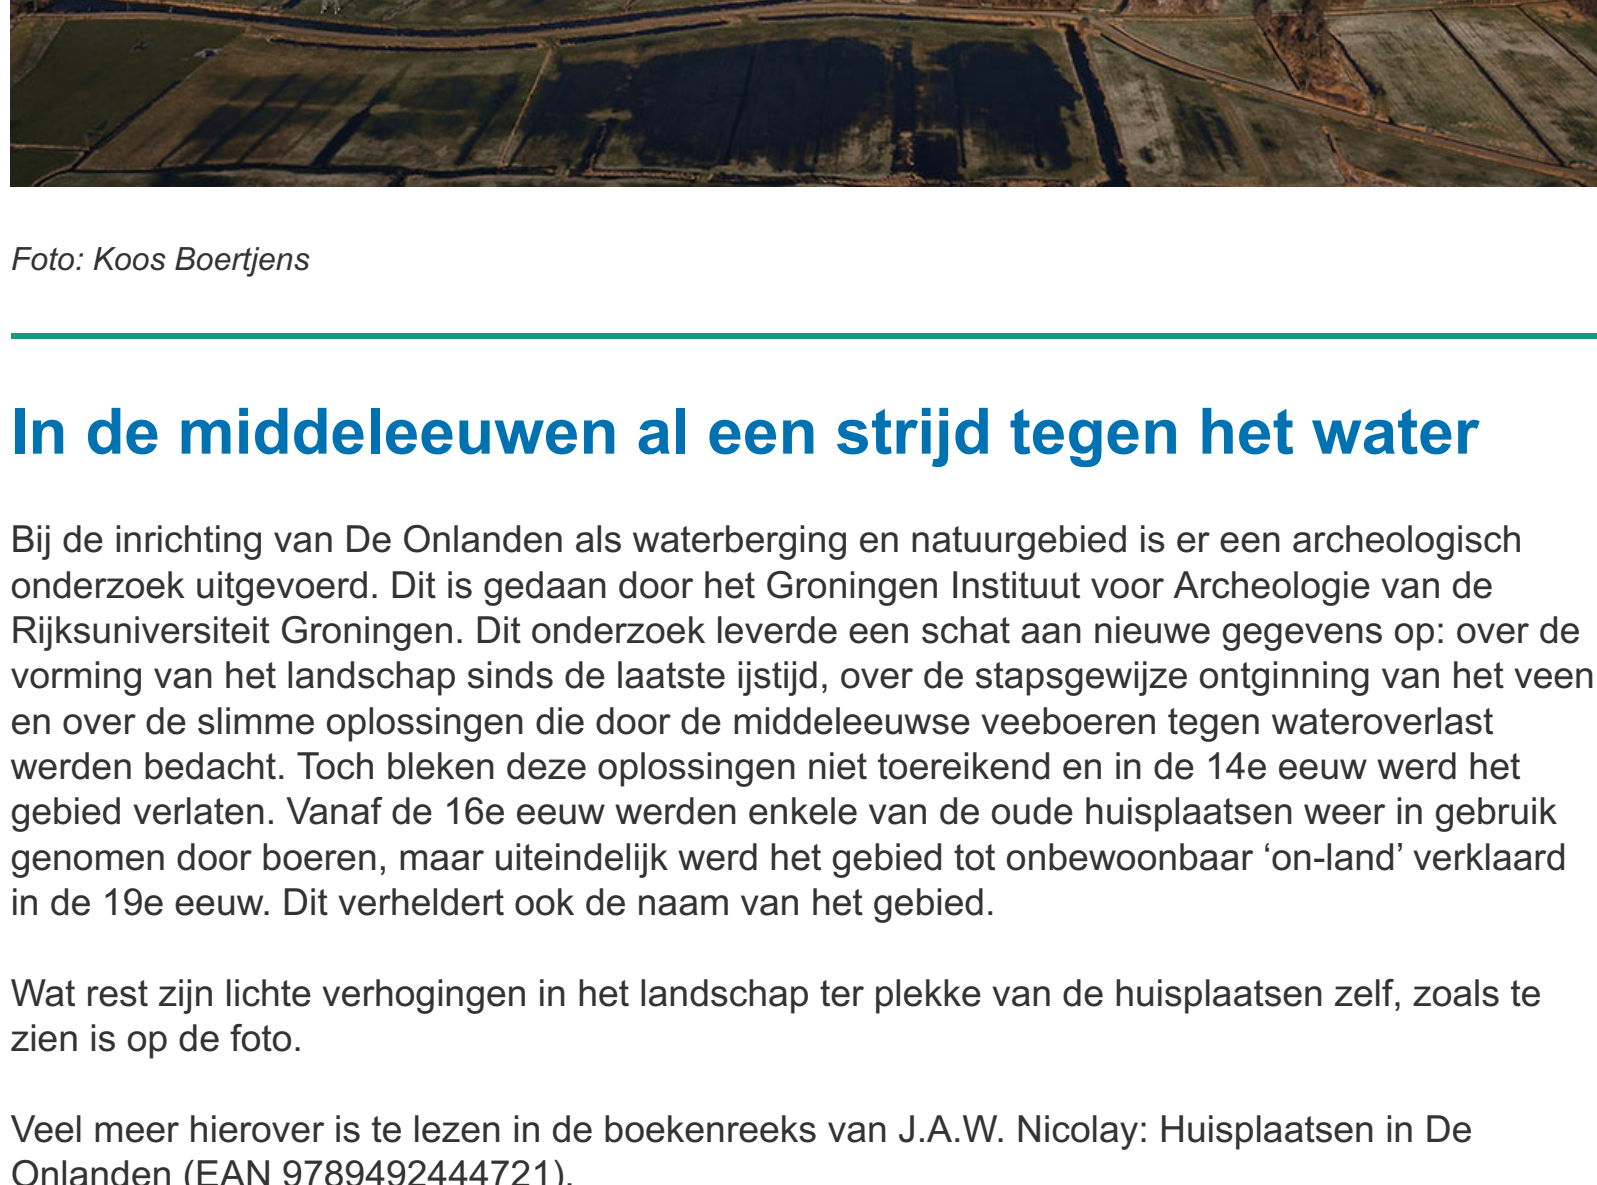 Foto: Koos Boertjens
In de middeleeuwen al een strijd tegen het water
Bij de inrichting van De Onlanden als waterberging en natuurgebied is er een archeologisch
onderzoek uitgevoerd. Dit is gedaan door het Groningen Instituut voor Archeologie van de
Rijksuniversiteit Groningen. Dit onderzoek leverde een schat aan nieuwe gegevens op: over de
vorming van het landschap sinds de laatste ijstijd, over de stapsgewijze ontginning van het veen
en over de slimme oplossingen die door de middeleeuwse veeboeren tegen wateroverlast
werden bedacht. Toch bleken deze oplossingen niet toereikend en in de 14e eeuw werd het
gebied verlaten. Vanaf de 16e eeuw werden enkele van de oude huisplaatsen weer in gebruik
genomen door boeren, maar uiteindelijk werd het gebied tot onbewoonbaar ‘on-land’ verklaard
in de 19e eeuw. Dit verheldert ook de naam van het gebied.
Wat rest zijn lichte verhogingen in het landschap ter plekke van de huisplaatsen zelf, zoals te
zien is op de foto.
Veel meer hierover is te lezen in de boekenreeks van J.A.W. Nicolay: Huisplaatsen in De
Onlanden (EAN 9789492444721).